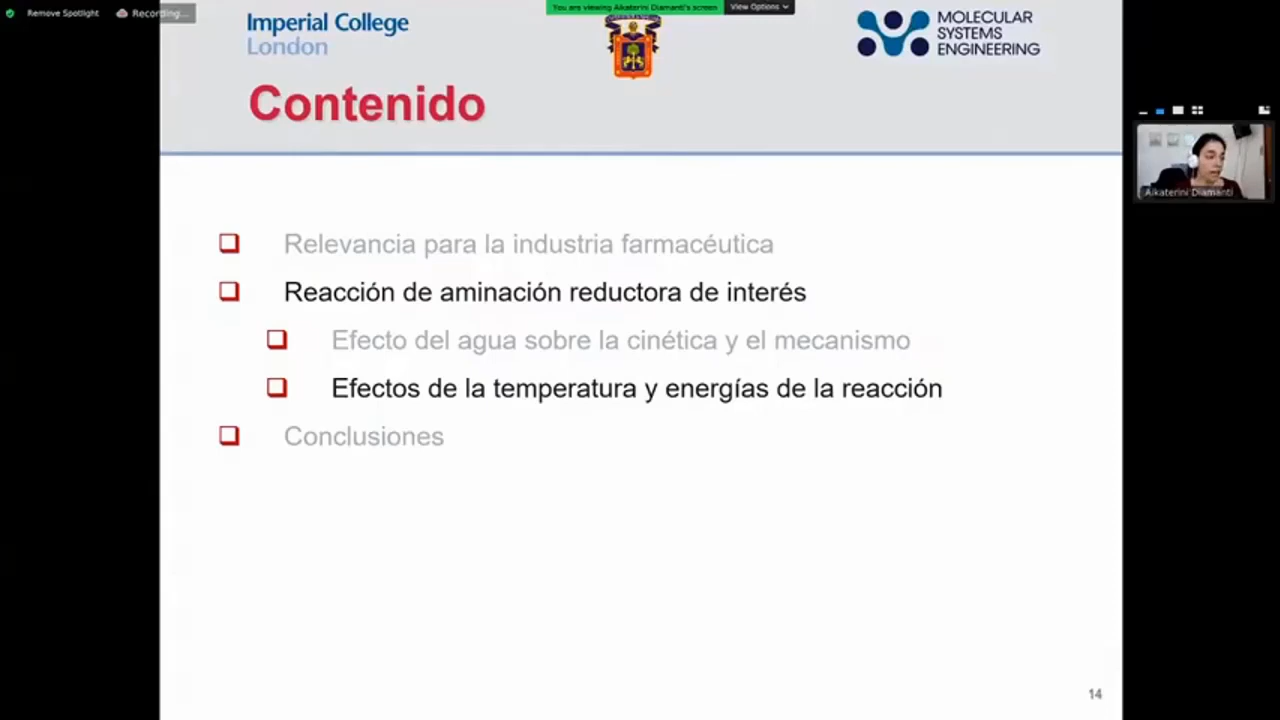 Remove Spotlight
Recording...
You are viewing Aikaterini Diamanti's screen
View Options
Imperial College
London
MOLECULAR
SYSTEMS
ENGINEERING
Contenido
Relevancia para la industria farmacéutica
Reacción de aminación reductora de interés
Efecto del agua sobre la cinética y el mecanismo
Efectos de la temperatura y energías de la reacción
Conclusiones
Aikaterini Diamanti
14